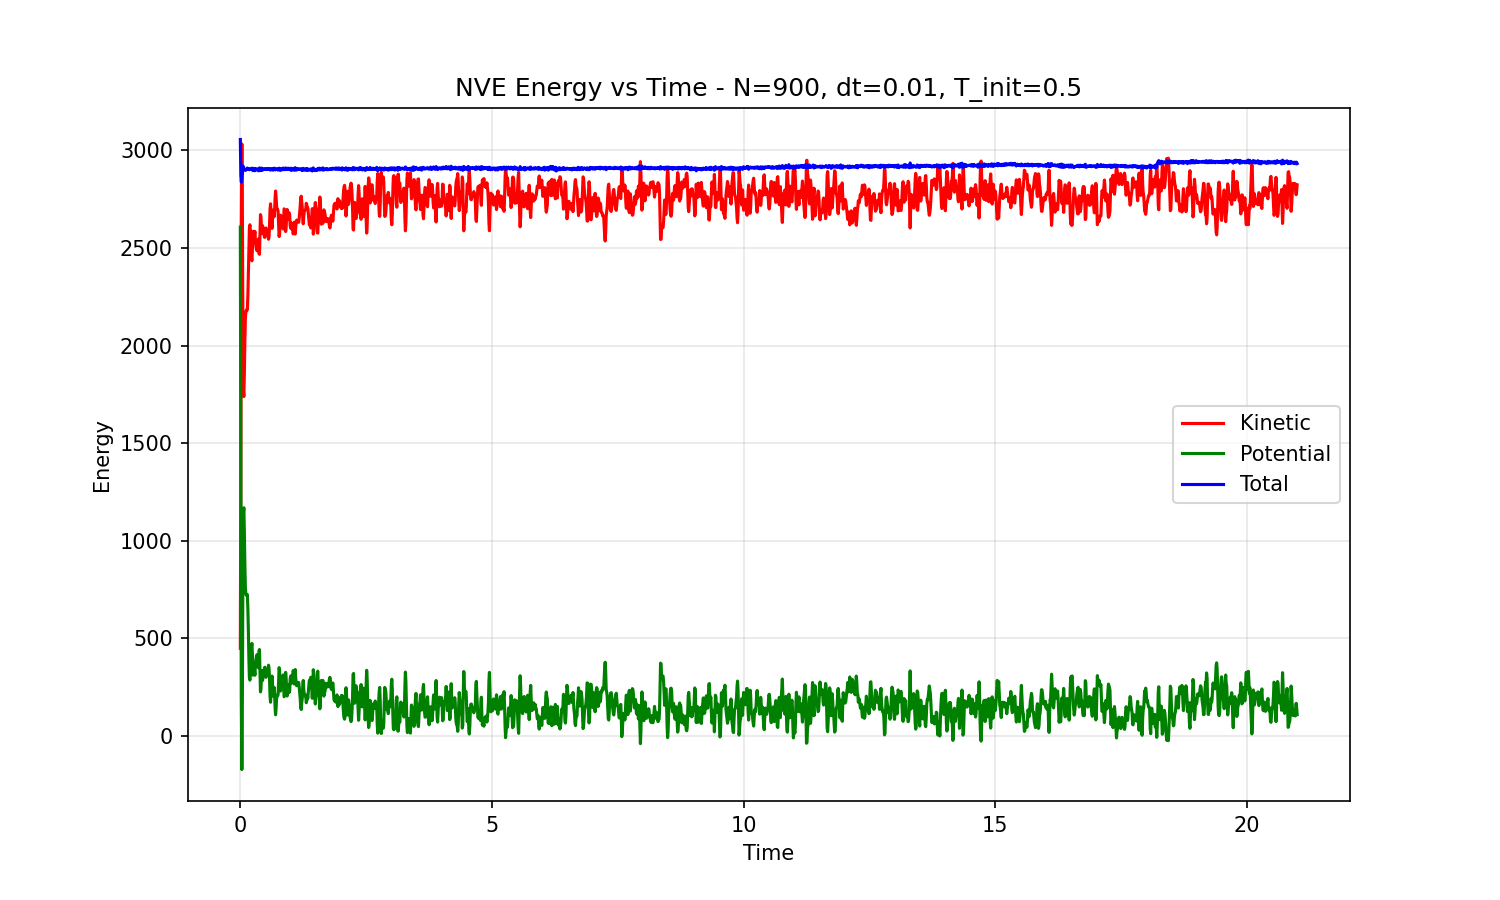 NVE Energy vs Time - N=900, dt=0.01, T_init=0.5
Energy
3000
2500
2000
1500
1000
500
0
Kinetic
Potential
Total
0
5
10
15
20
Time